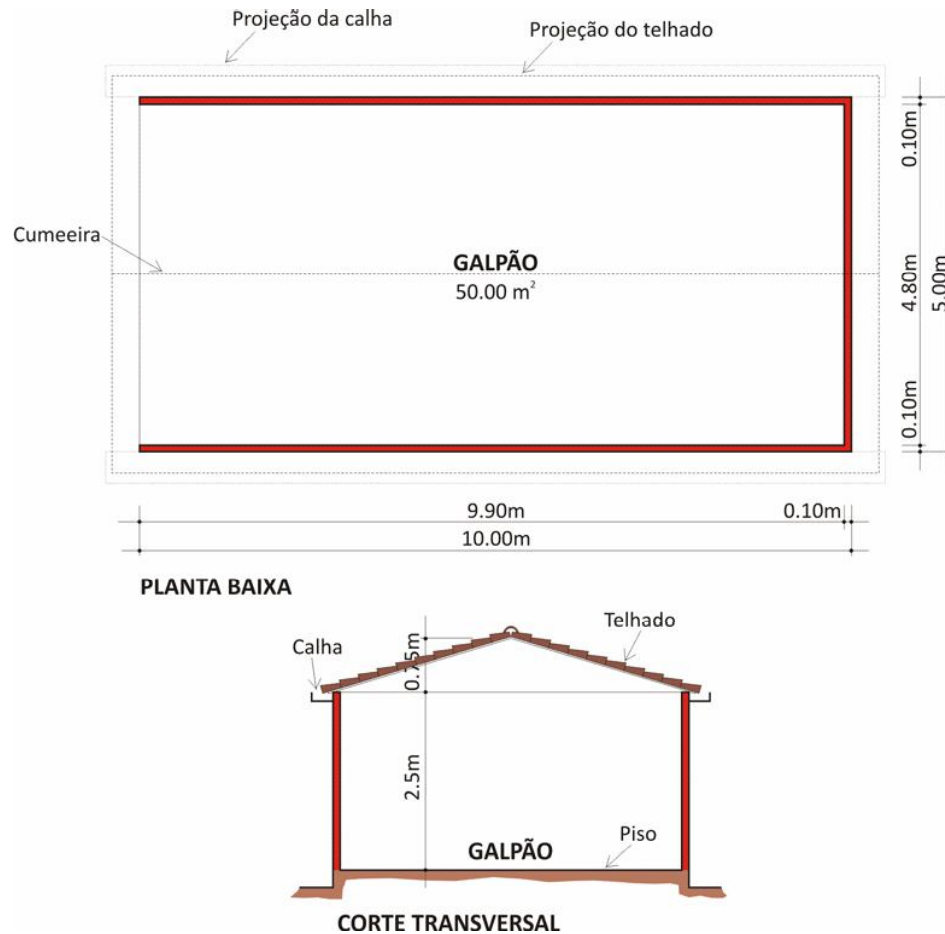 Projeção da calha
Projeção do telhado
0.10m
Cumeeira
GALPÃO
50.00 m²
4.80m
5.00m
0.10m
9.90m
0.10m
10.00m
PLANTA BAIXA
Telhado
Calha
0.75m
2.5m
Piso
GALPÃO
CORTE TRANSVERSAL